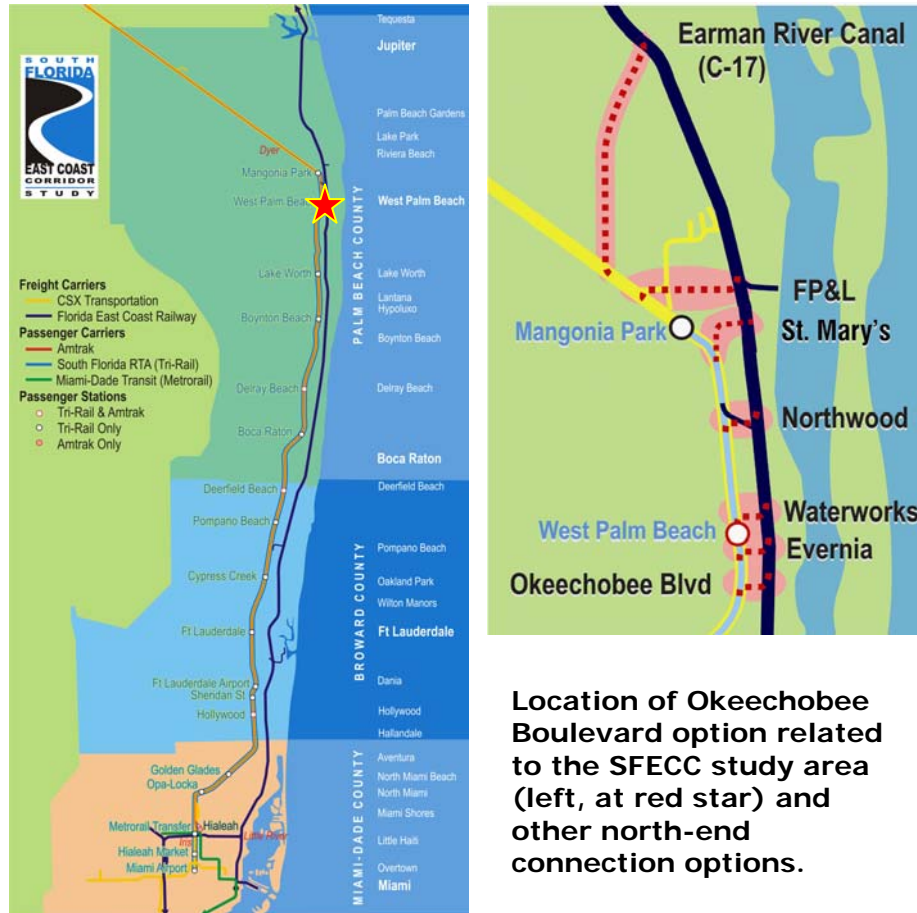 SOUTH
FLORIDA
EAST COAST
CORRIDOR
STUDY
Freight Carriers
CSX Transportation
Florida East Coast Railway
Passenger Carriers
Amtrak
South Florida RTA (Tri-Rail)
Miami-Dade Transit (Metrorail)
Passenger Stations
Tri-Rail & Amtrak
Tri-Rail Only
Amtrak Only
Dyer
Mangonia Park
West Palm Beach
Lake Worth
Boynton Beach
Delray Beach
Boca Raton
Deerfield Beach
Pompano Beach
Cypress Creek
Ft Lauderdale
Ft Lauderdale Airport
Sheridan St
Hollywood
Golden Glades
Opa-Locka
Metrorail Transfer
Hialeah
Iris
Little River
Hialeah Market
Miami Airport
PALM BEACH COUNTY
BROWARD COUNTY
MIAMI-DADE COUNTY
Tequesta
Jupiter
Palm Beach Gardens
Lake Park
Riviera Beach
West Palm Beach
Lake Worth
Lantana
Hypoluxo
Boynton Beach
Delray Beach
Boca Raton
Deerfield Beach
Pompano Beach
Oakland Park
Wilton Manors
Ft Lauderdale
Dania
Hollywood
Hallandale
Aventura
North Miami Beach
North Miami
Miami Shores
Little Haiti
Overtown
Miami
Earman River Canal
(C-17)
FP&L
Mangonia Park
St. Mary's
Northwood
Waterworks
West Palm Beach
Evernia
Okeechobee Blvd
Location of Okeechobee
Boulevard option related
to the SFECC study area
(left, at red star) and
other north-end
connection options.